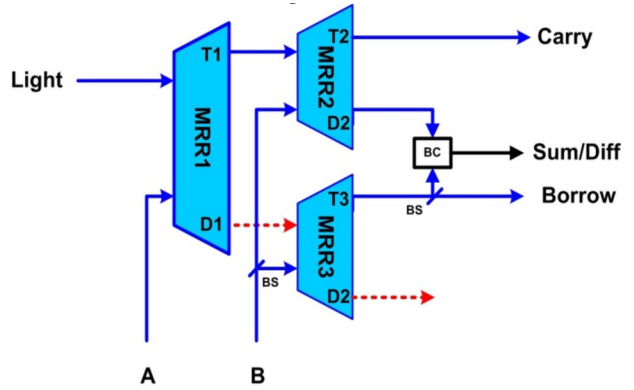 T2
Carry
T1
Light
MRR2
MRR1
D2
BC
Sum/Diff
T3
Borrow
BS
D1
MRR3
BS
D2
A
B